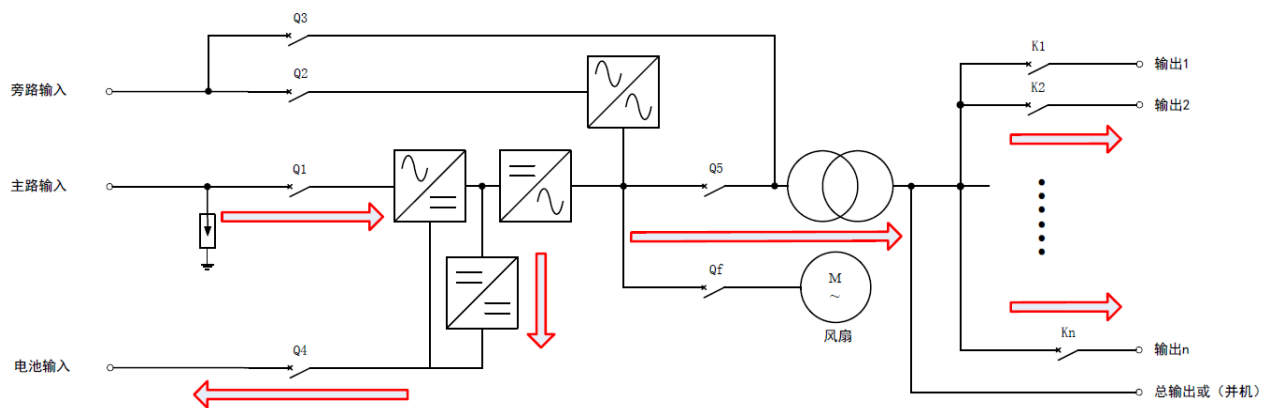 Q3
K1
输出1
Q2
K2
旁路输入
输出2
Q1
Q5
主路输入
Qf
M
~
风扇
Q4
Kn
电池输入
输出n
总输出或（并机）